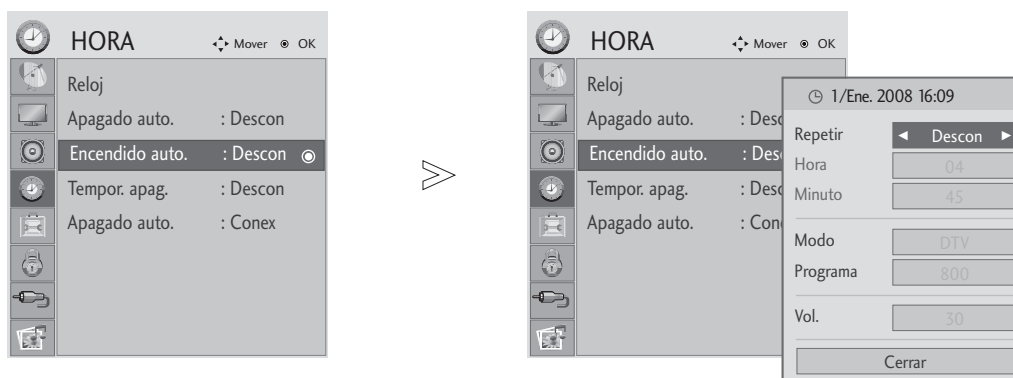 HORA Mover OK
Reloj
Apagado auto. : Descon
Encendido auto. : Descon
Tempor. apag. : Descon
Apagado auto. : Conex
HORA Mover OK
Reloj
Apagado auto. : Desc
Encendido auto. : Des
Tempor. apag. : Desc
Apagado auto. : Con
1/Ene. 2008 16:09
Repetir Descon
Hora 04
Minuto 45
Modo DTV
Programa 800
Vol. 30
Cerrar